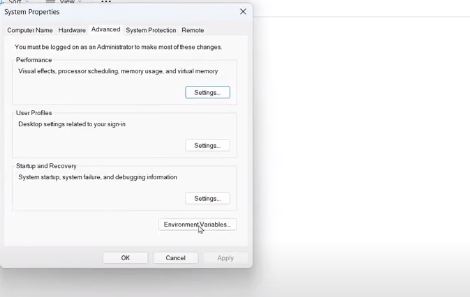 Sort View ...
System Properties
Computer Name Hardware Advanced System Protection Remote
You must be logged on as an Administrator to make most of these changes.
Performance
Visual effects, processor scheduling, memory usage, and virtual memory
Settings...
User Profiles
Desktop settings related to your sign-in
Settings...
Startup and Recovery
System startup, system failure, and debugging information
Settings...
Environment Variables...
OK Cancel Apply